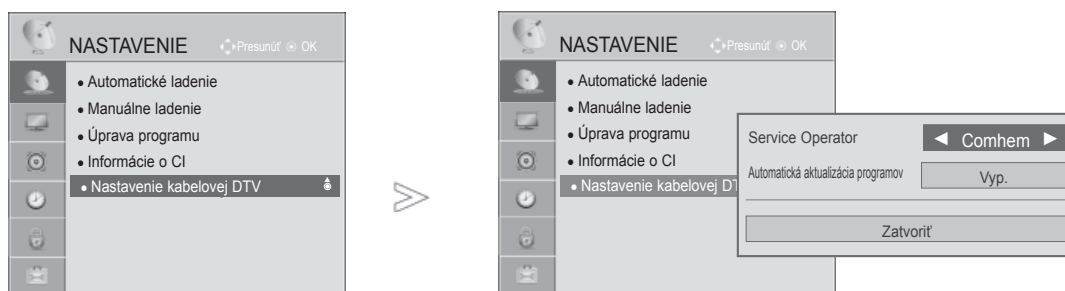 NASTAVENIE
Presunúť OK
• Automatické ladenie
• Manuálne ladenie
• Úprava programu
• Informácie o CI
• Nastavenie kabelovej DTV
NASTAVENIE
Presunúť OK
• Automatické ladenie
• Manuálne ladenie
• Úprava programu
• Informácie o CI
• Nastavenie kabelovej DT
Service Operator
◄ Comhem ►
Automatická aktualizácia programov
Vyp.
Zatvoriť